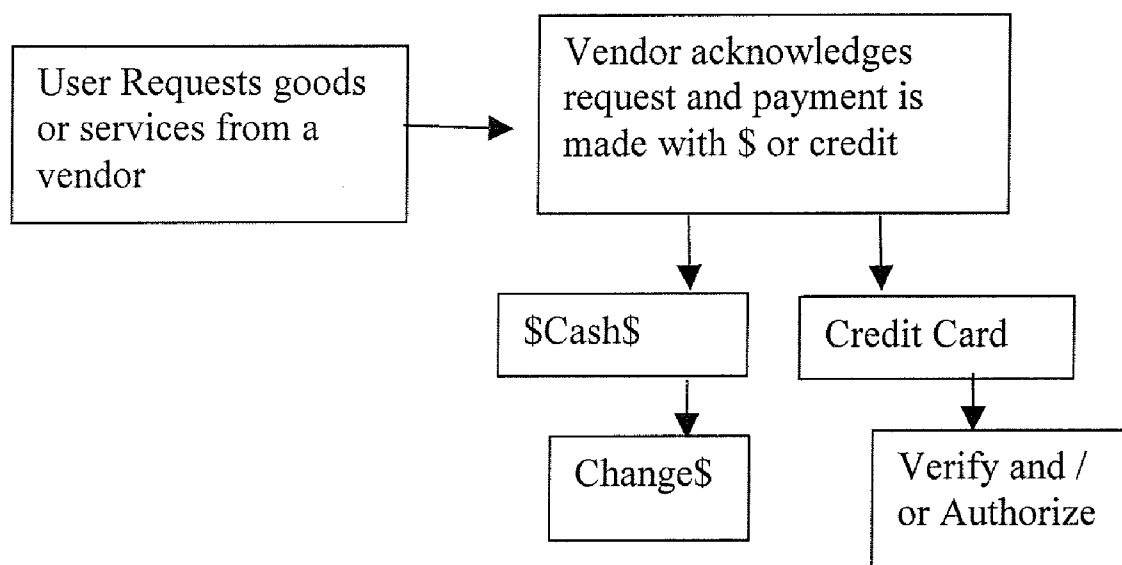 User Requests goods
or services from a
vendor
Vendor acknowledges
request and payment is
made with $ or credit
$Cash$
Credit Card
Change$
Verify and /
or Authorize